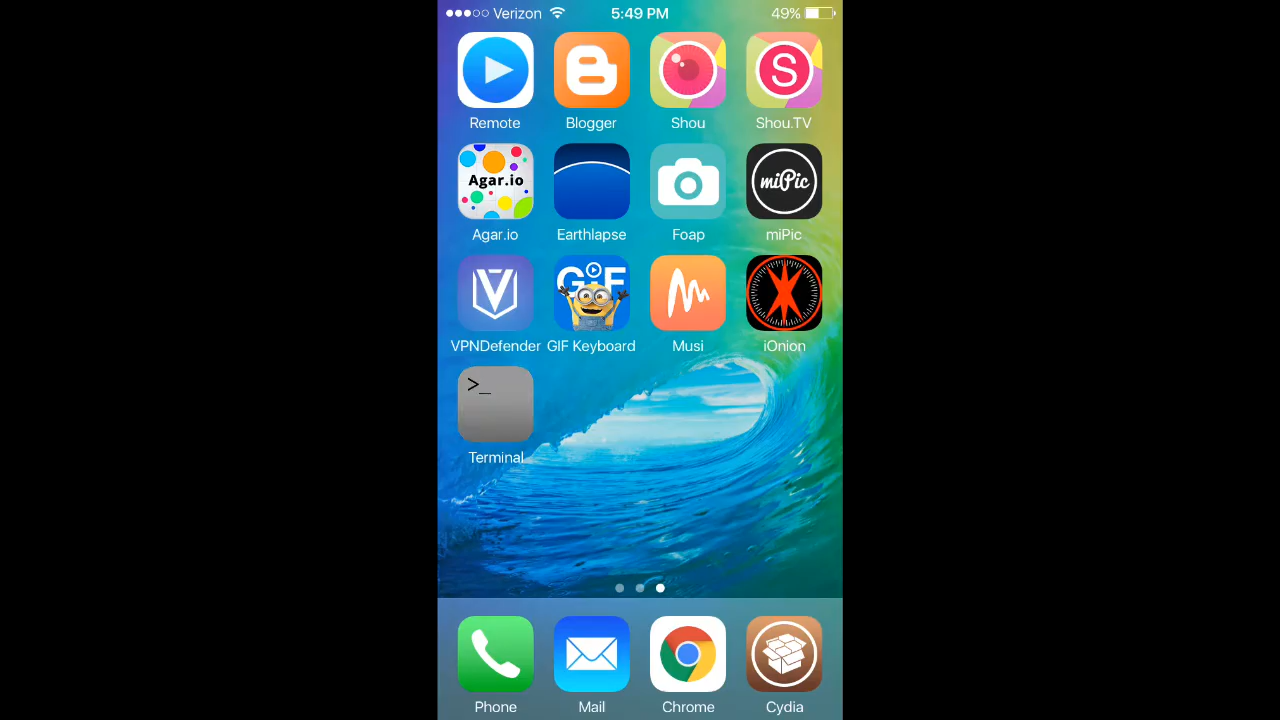 Verizon 5:49 PM 49%
Remote Blogger Shou Shou.TV
S
Agar.io
miPic
Agar.io Earthlapse Foap miPic
GIF
VPNDefender GIF Keyboard Musi iOnion
>_
Terminal
Phone Mail Chrome Cydia